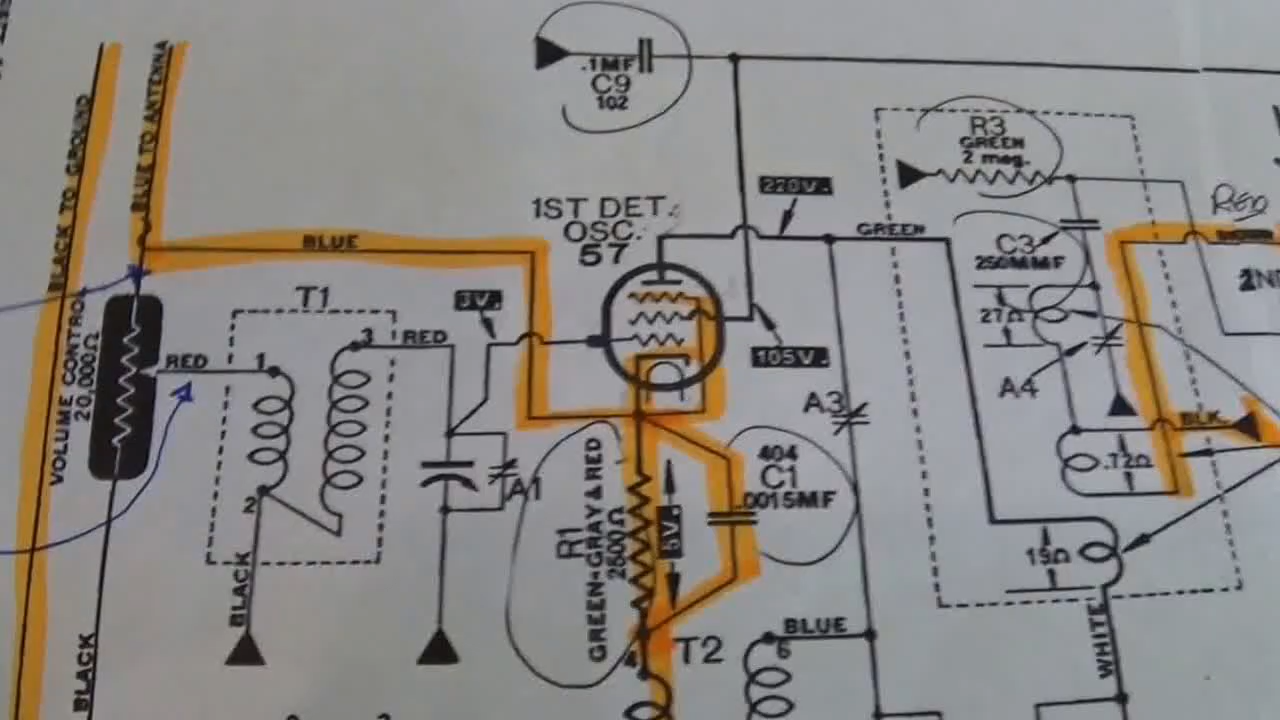 BLACK TO GROUND
BLUE TO ANTENNA
VOLUME CONTROL
20,000Ω
BLACK
BLUE
RED
T1
1
2
3
RED
BLACK
3V.
A1
.1MF
C9
102
1ST DET.
OSC.
57
220V.
105V.
GREEN
R1
GREEN-GRAY & RED
2500Ω
5V.
404
C1
.0015MF
4
T2
6
BLUE
A3
R3
GREEN
2 meg.
C3
250MMF
27Ω
A4
.72Ω
BLK.
19Ω
WHITE
RED